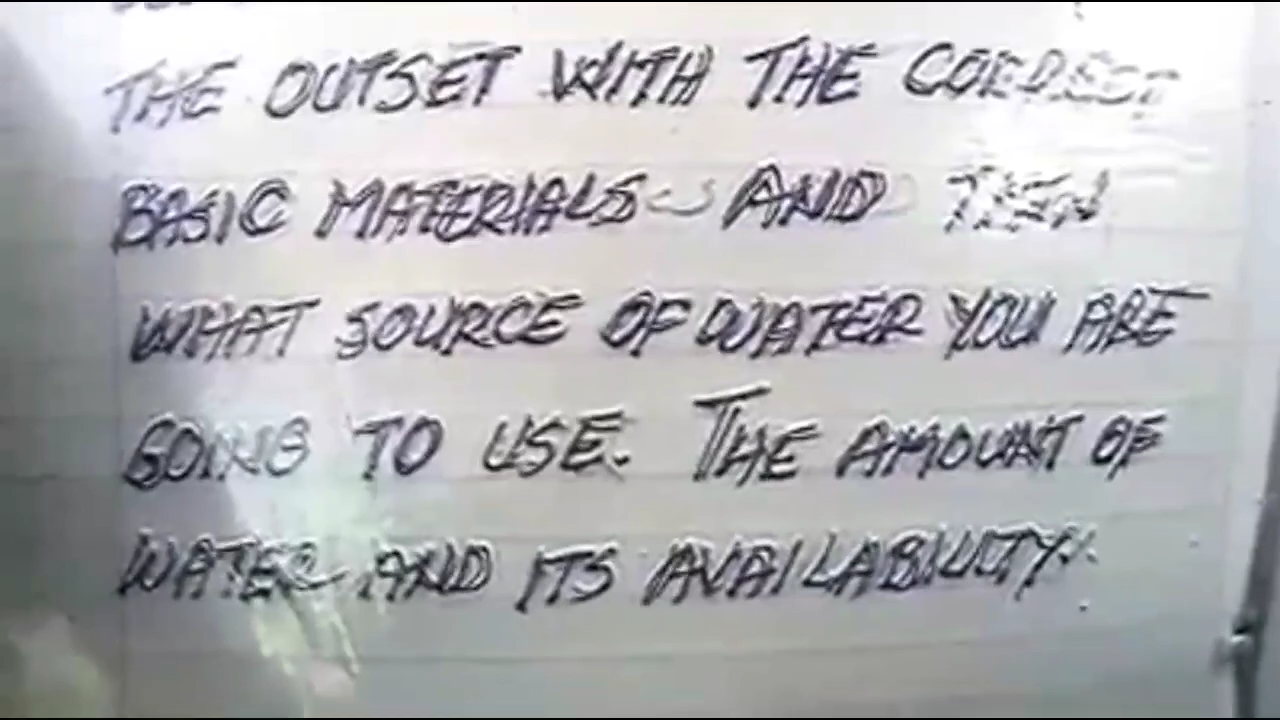 THE OUTSET WITH THE CORRECT
BASIC MATERIALS AND THEN
WHAT SOURCE OF WATER YOU ARE
GOING TO USE. THE AMOUNT OF
WATER AND ITS AVAILABILITY.